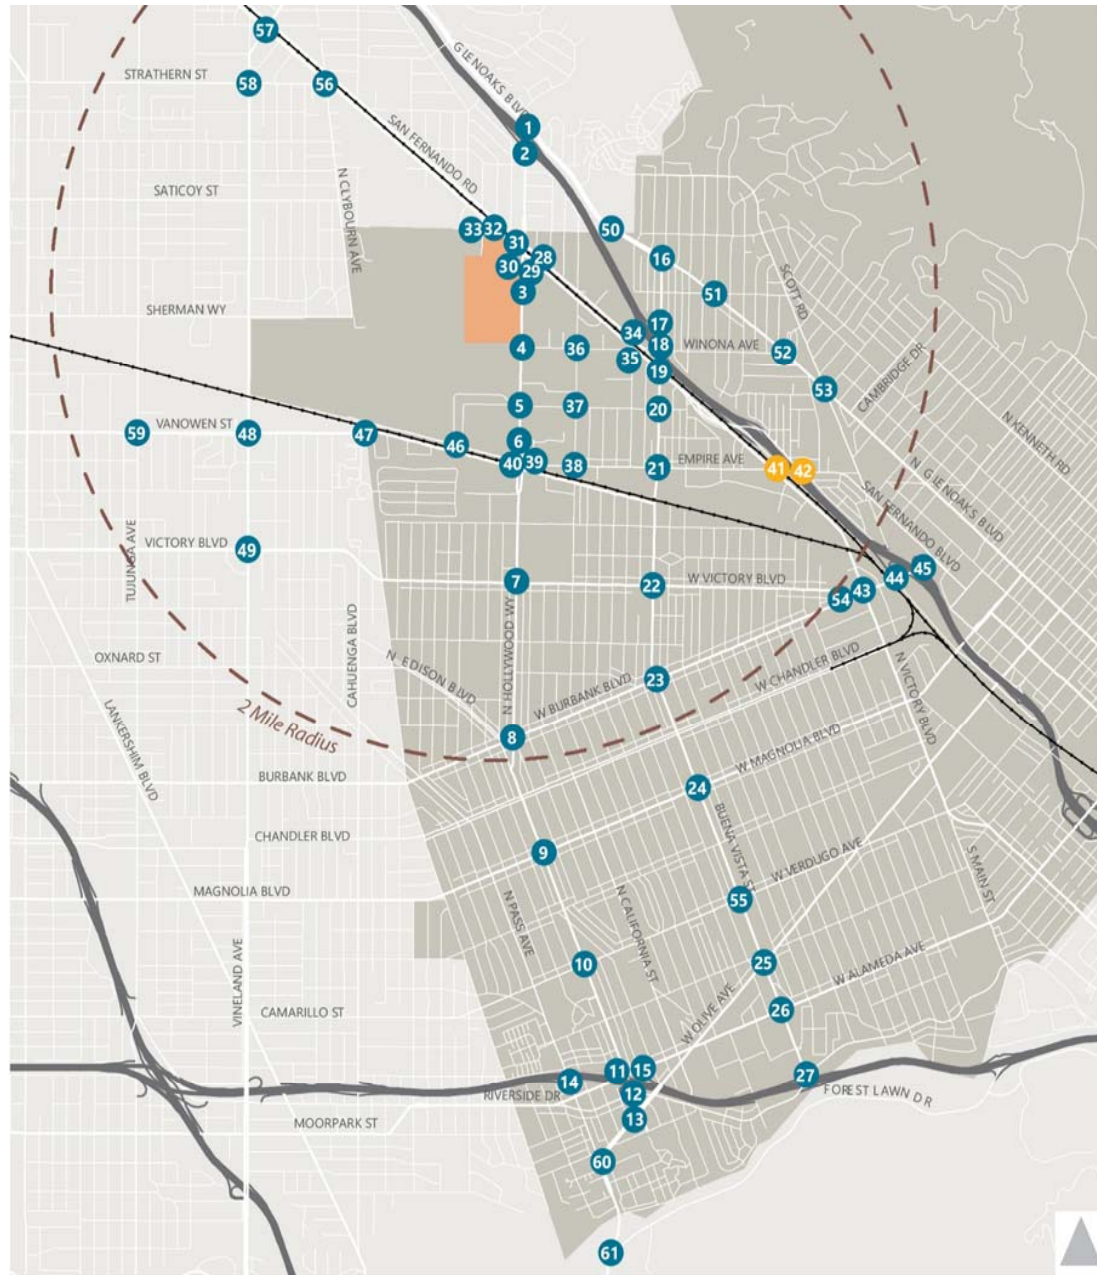 57
GLENOAKS BLVD
STRATHERN ST
58
56
1
SAN FERNANDO RD
2
SATICOY ST
N CLYBOURN AVE
33
32
50
31
16
28
30
29
SCOTT RD
3
51
SHERMAN WY
17
34
4
36
18
WINONA AVE
52
35
19
CAMBRIDGE DR
53
5
37
20
N KENNETH RD
VANOWEN ST
59
48
47
46
6
40
39
38
21
EMPIRE AVE
41
42
N GLENOAKS BLVD
SAN FERNANDO BLVD
TUJUNGA AVE
VICTORY BLVD
49
7
22
W VICTORY BLVD
44
45
54
43
CAHUENGA BLVD
N HOLLYWOOD WY
OXNARD ST
N EDISON BLVD
W BURBANK BLVD
23
W CHANDLER BLVD
N VICTORY BLVD
LANKERSHIM BLVD
2 Mile Radius
8
W MAGNOLIA BLVD
BURBANK BLVD
24
BUENA VISTA ST
CHANDLER BLVD
9
W VERDUGO AVE
S MAIN ST
MAGNOLIA BLVD
N PASS AVE
N CALIFORNIA ST
55
VINELAND AVE
10
25
W ALAMEDA AVE
CAMARILLO ST
W OLIVE AVE
26
14
11
15
27
RIVERSIDE DR
12
FOREST LAWN DR
MOORPARK ST
13
60
61